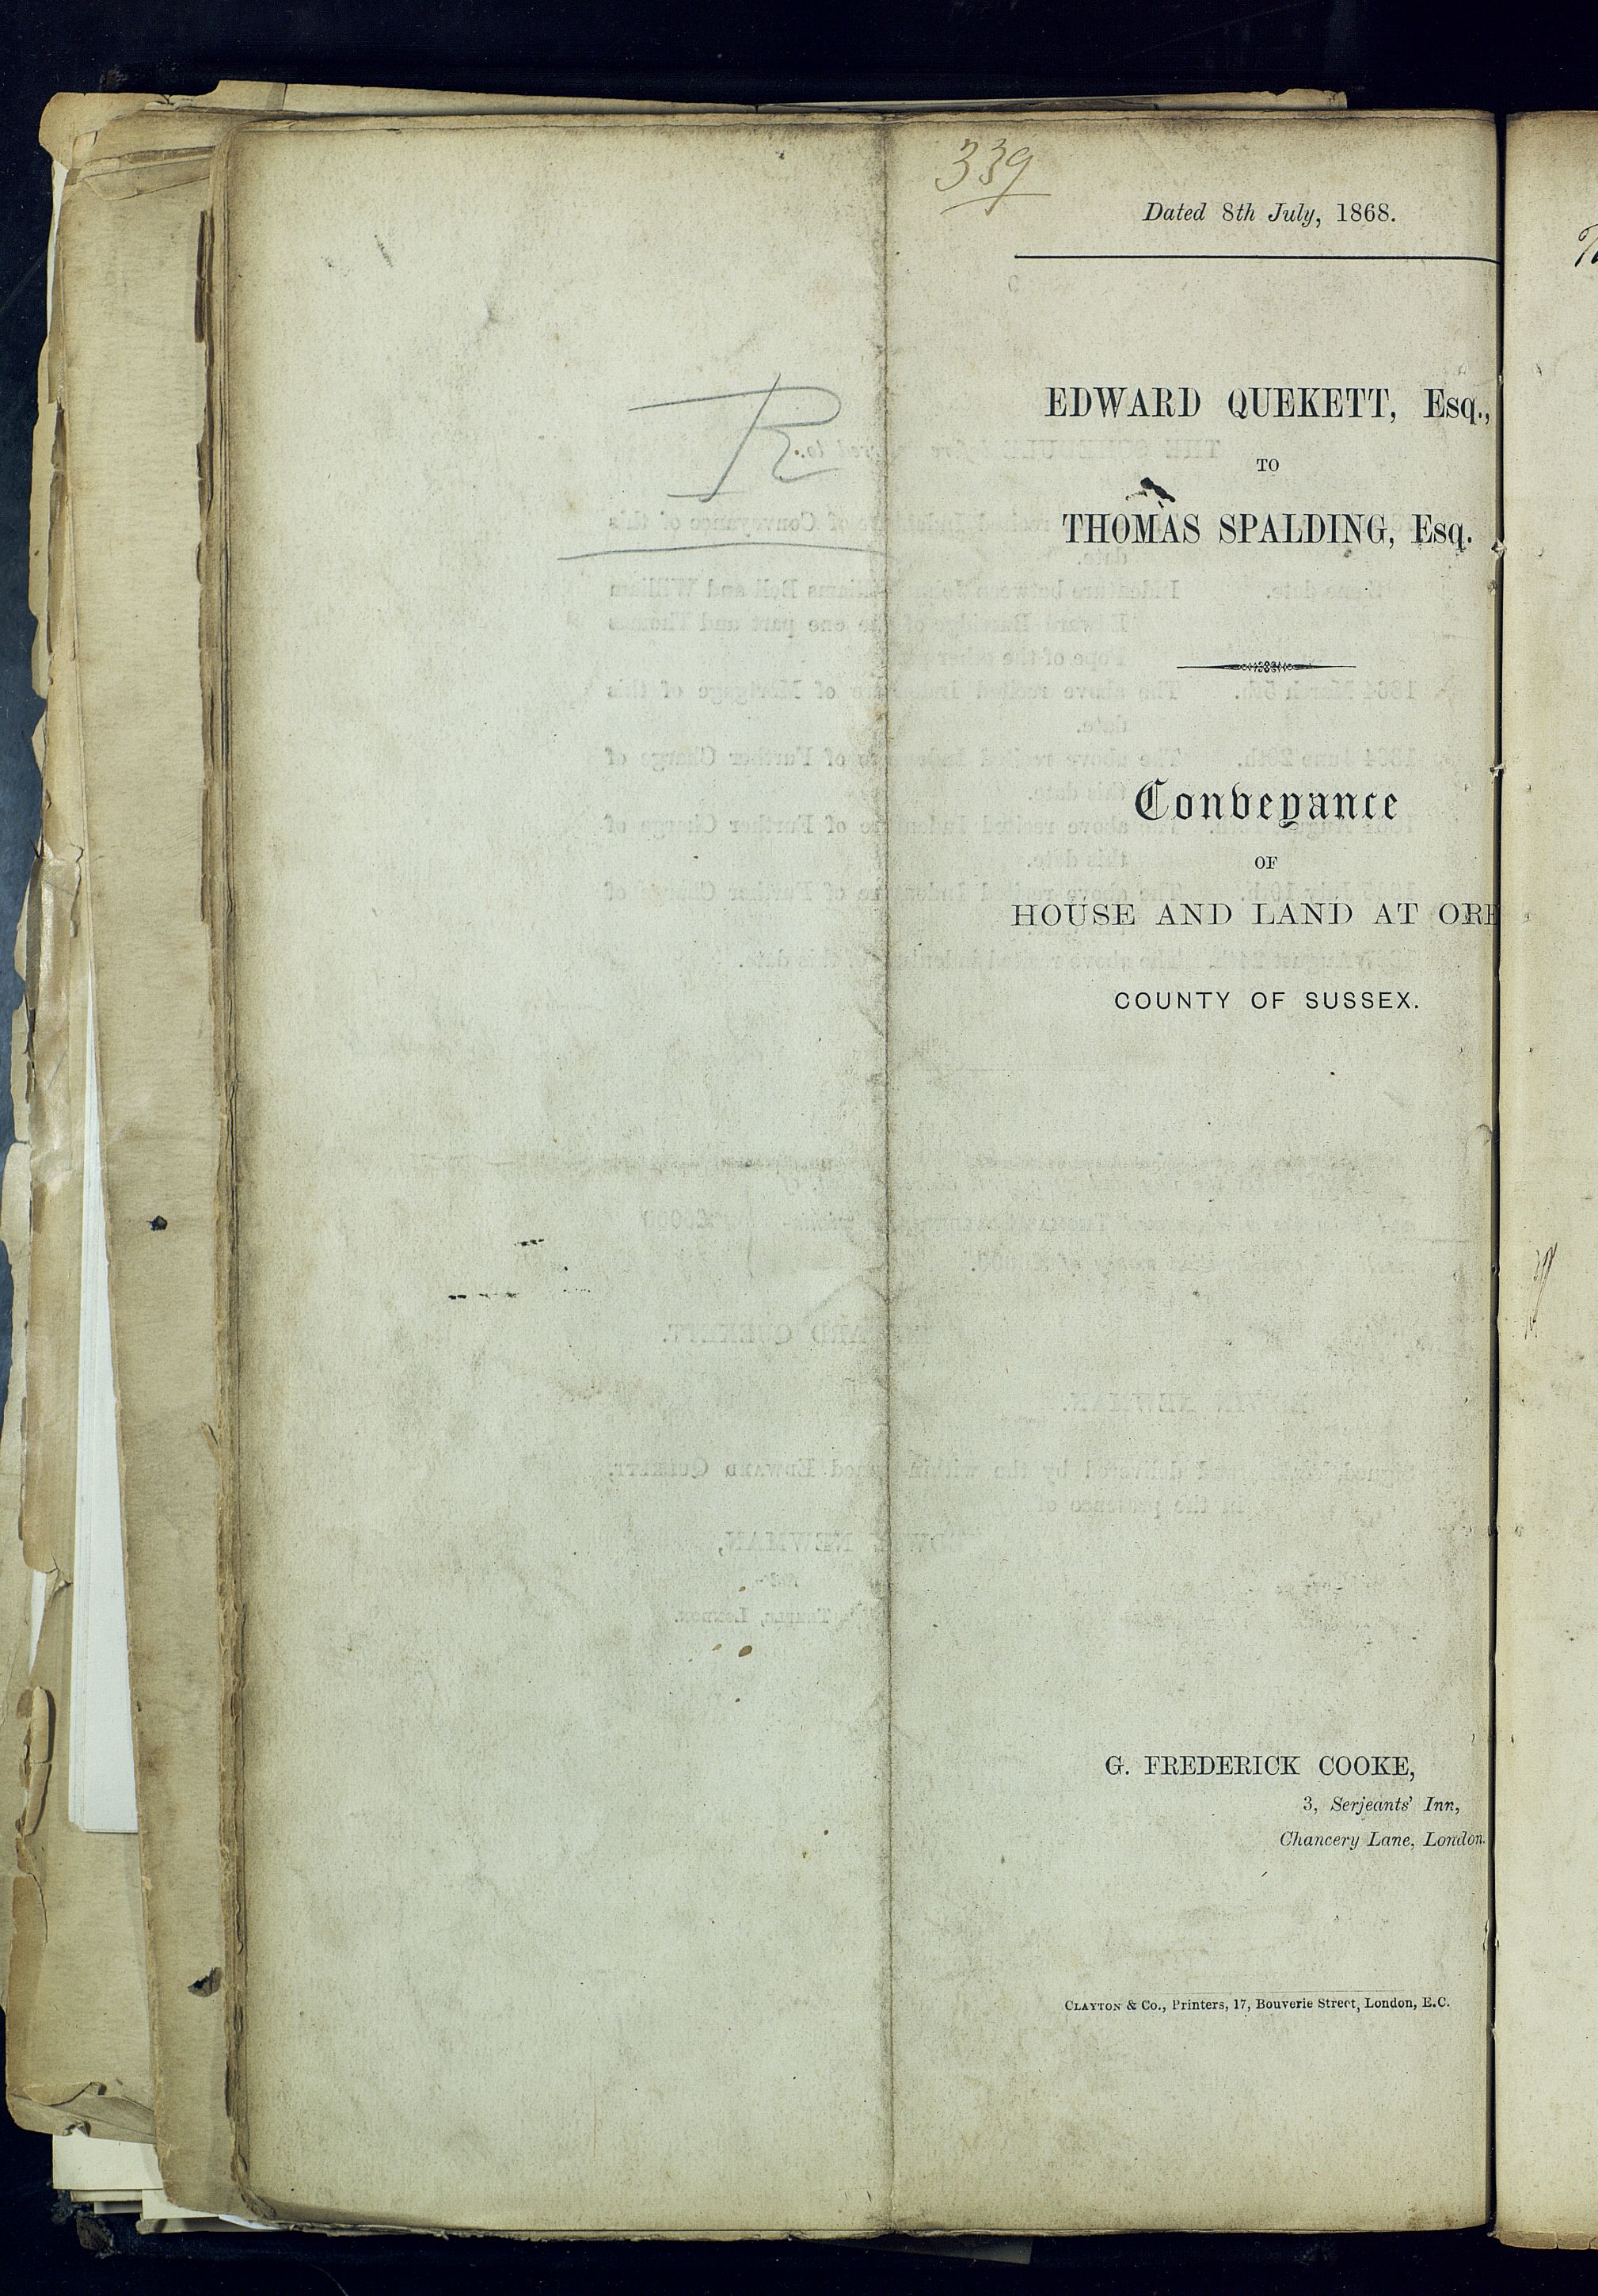 339
Dated 8th July, 1868.
R
EDWARD QUEKETT, Esq.,
TO
THOMAS SPALDING, Esq.
Conveyance
OF
HOUSE AND LAND AT
COUNTY OF SUSSEX.
G. FREDERICK COOKE,
3, Serjeants' Inn,
Chancery Lane, London.
CLAYTON & Co., Printers, 17, Bouverie Street, London, E.C.